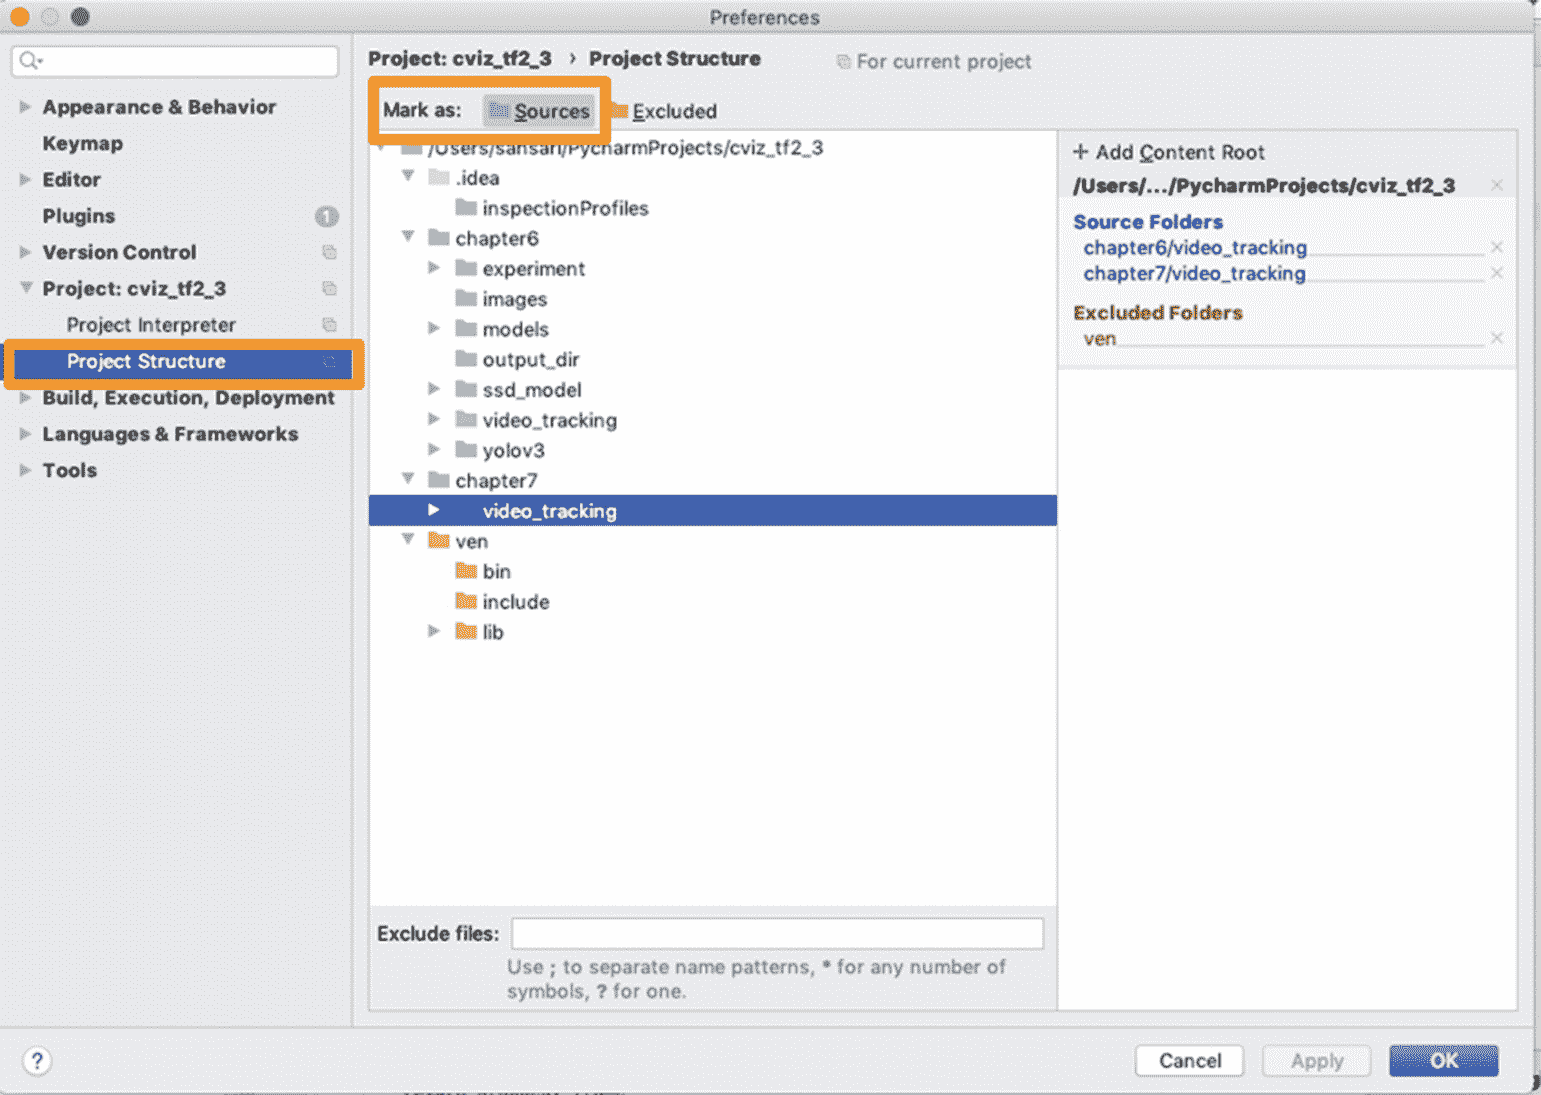 Preferences
Project: cviz_tf2_3 › Project Structure
For current project
Appearance & Behavior
Keymap
Editor
Plugins 1
Version Control
Project: cviz_tf2_3
Project Interpreter
Project Structure
Build, Execution, Deployment
Languages & Frameworks
Tools
Mark as: Sources Excluded
/Users/sansari/PycharmProjects/cviz_tf2_3
.idea
inspectionProfiles
chapter6
experiment
images
models
output_dir
ssd_model
video_tracking
yolov3
chapter7
video_tracking
ven
bin
include
lib
+ Add Content Root
/Users/.../PycharmProjects/cviz_tf2_3
Source Folders
chapter6/video_tracking
chapter7/video_tracking
Excluded Folders
ven
Exclude files:
Use ; to separate name patterns, * for any number of
symbols, ? for one.
?
Cancel Apply OK